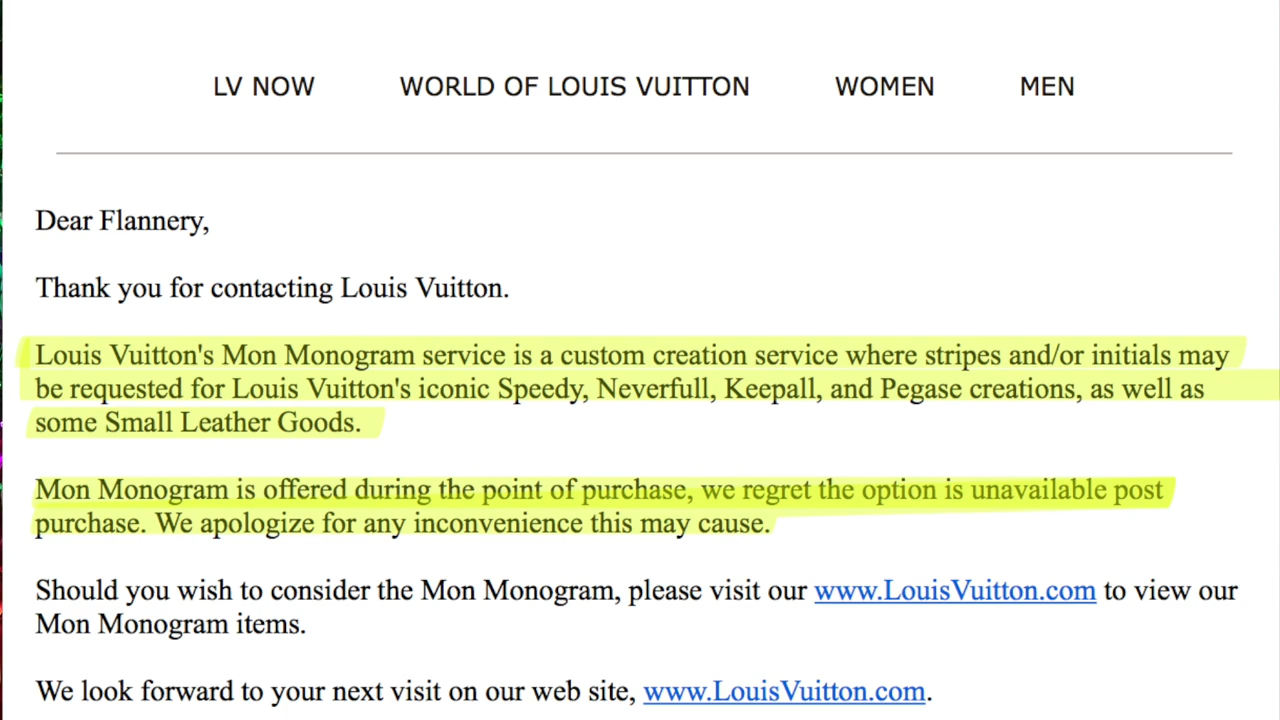 LV NOW WORLD OF LOUIS VUITTON WOMEN MEN
Dear Flannery,
Thank you for contacting Louis Vuitton.
Louis Vuitton's Mon Monogram service is a custom creation service where stripes and/or initials may
be requested for Louis Vuitton's iconic Speedy, Neverfull, Keepall, and Pegase creations, as well as
some Small Leather Goods.
Mon Monogram is offered during the point of purchase, we regret the option is unavailable post
purchase. We apologize for any inconvenience this may cause.
Should you wish to consider the Mon Monogram, please visit our www.LouisVuitton.com to view our
Mon Monogram items.
We look forward to your next visit on our web site, www.LouisVuitton.com.